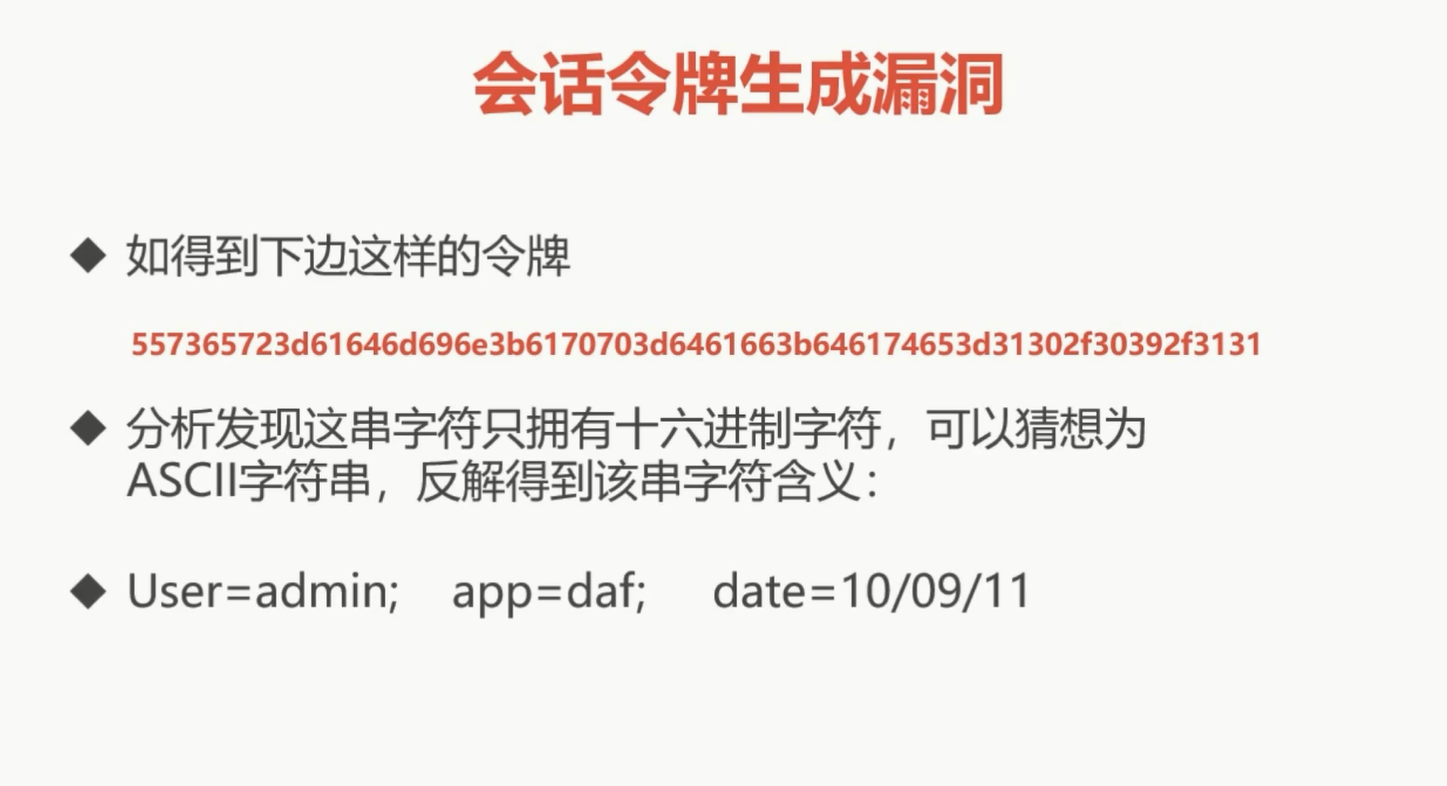 会话令牌生成漏洞
◆ 如得到下边这样的令牌
557365723d61646d696e3b6170703d6461663b646174653d31302f30392f3131
◆ 分析发现这串字符只拥有十六进制字符，可以猜想为
ASCII字符串，反解得到该串字符含义：
◆ User=admin; app=daf; date=10/09/11